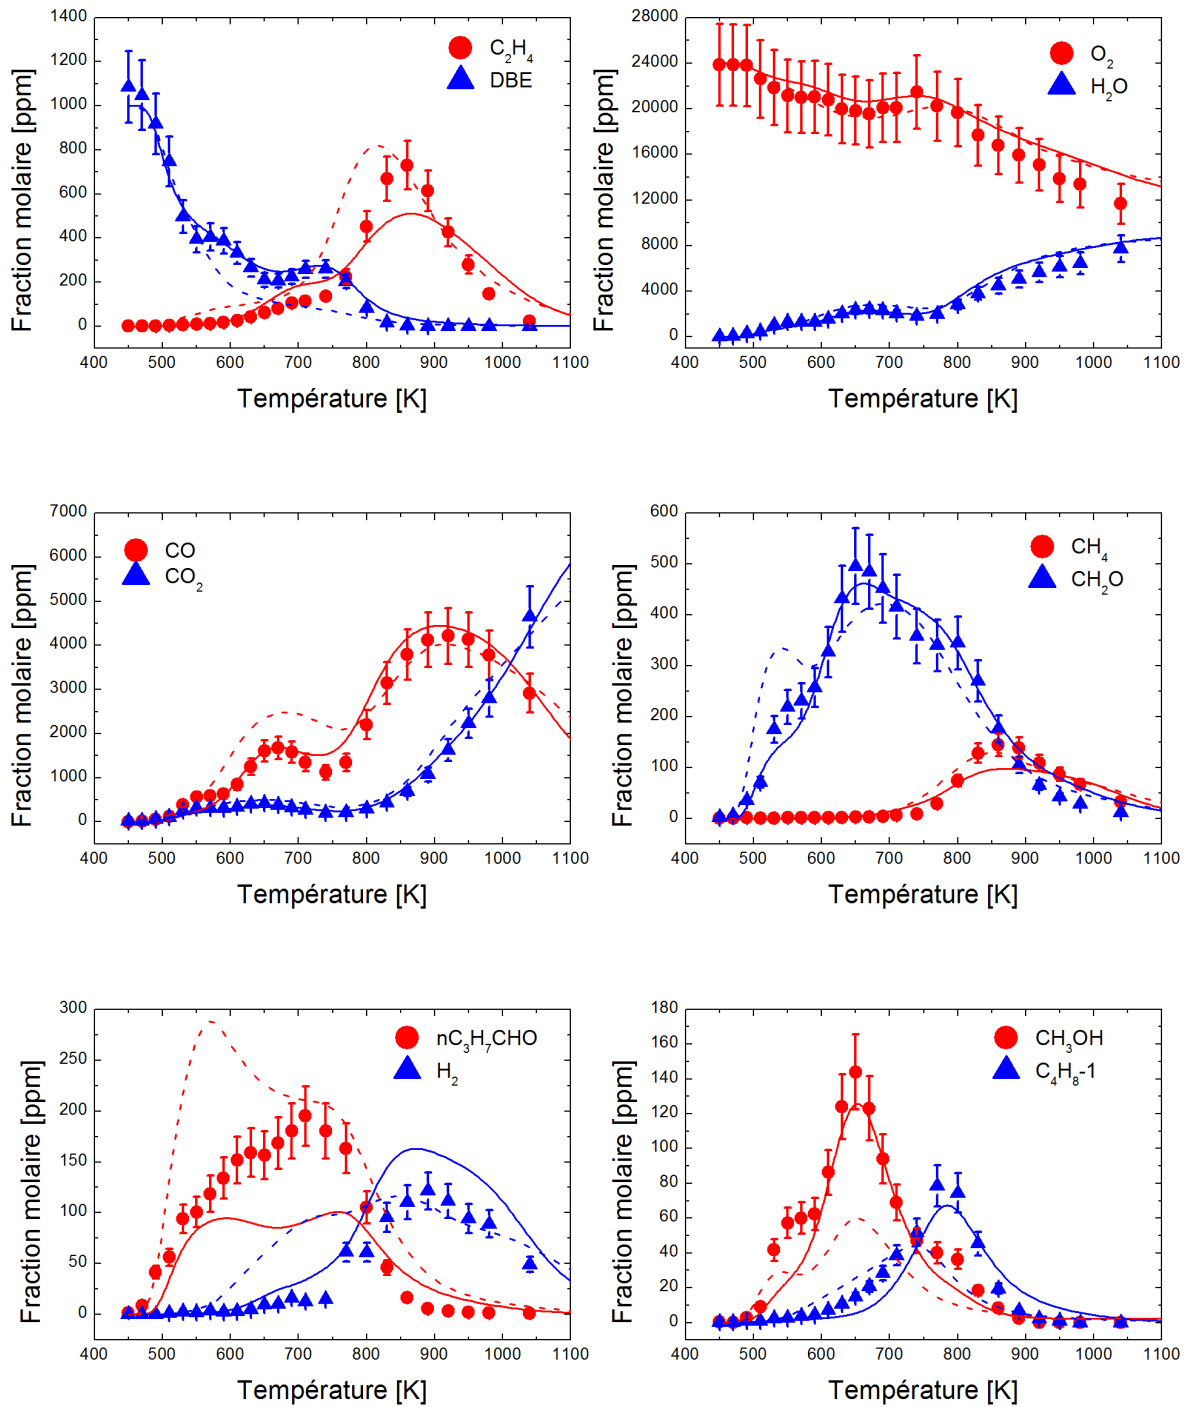 1400
1200
1000
800
600
400
200
0
Fraction molaire [ppm]
C₂H₄
DBE
400 500 600 700 800 900 1000 1100
Température [K]
28000
24000
20000
16000
12000
8000
4000
0
Fraction molaire [ppm]
O₂
H₂O
400 500 600 700 800 900 1000 1100
Température [K]
7000
6000
5000
4000
3000
2000
1000
0
Fraction molaire [ppm]
CO
CO₂
400 500 600 700 800 900 1000 1100
Température [K]
600
500
400
300
200
100
0
Fraction molaire [ppm]
CH₄
CH₂O
400 500 600 700 800 900 1000 1100
Température [K]
300
250
200
150
100
50
0
Fraction molaire [ppm]
nC₃H₇CHO
H₂
400 500 600 700 800 900 1000 1100
Température [K]
180
160
140
120
100
80
60
40
20
0
Fraction molaire [ppm]
CH₃OH
C₄H₈-1
400 500 600 700 800 900 1000 1100
Température [K]